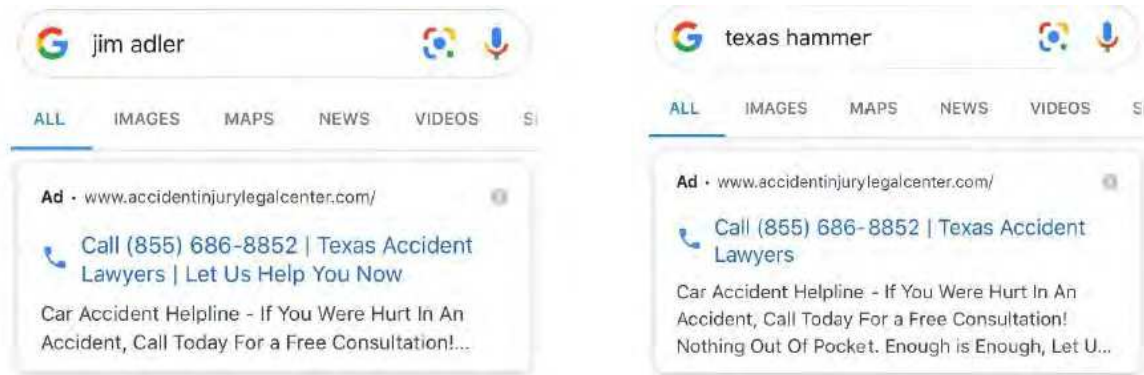 jim adler
ALL IMAGES MAPS NEWS VIDEOS
Ad · www.accidentinjurylegalcenter.com/
Call (855) 686-8852 | Texas Accident
Lawyers | Let Us Help You Now
Car Accident Helpline - If You Were Hurt In An
Accident, Call Today For a Free Consultation!...
texas hammer
ALL IMAGES MAPS NEWS VIDEOS S
Ad · www.accidentinjurylegalcenter.com/
Call (855) 686-8852 | Texas Accident
Lawyers
Car Accident Helpline - If You Were Hurt In An
Accident, Call Today For a Free Consultation!
Nothing Out Of Pocket. Enough is Enough, Let U...